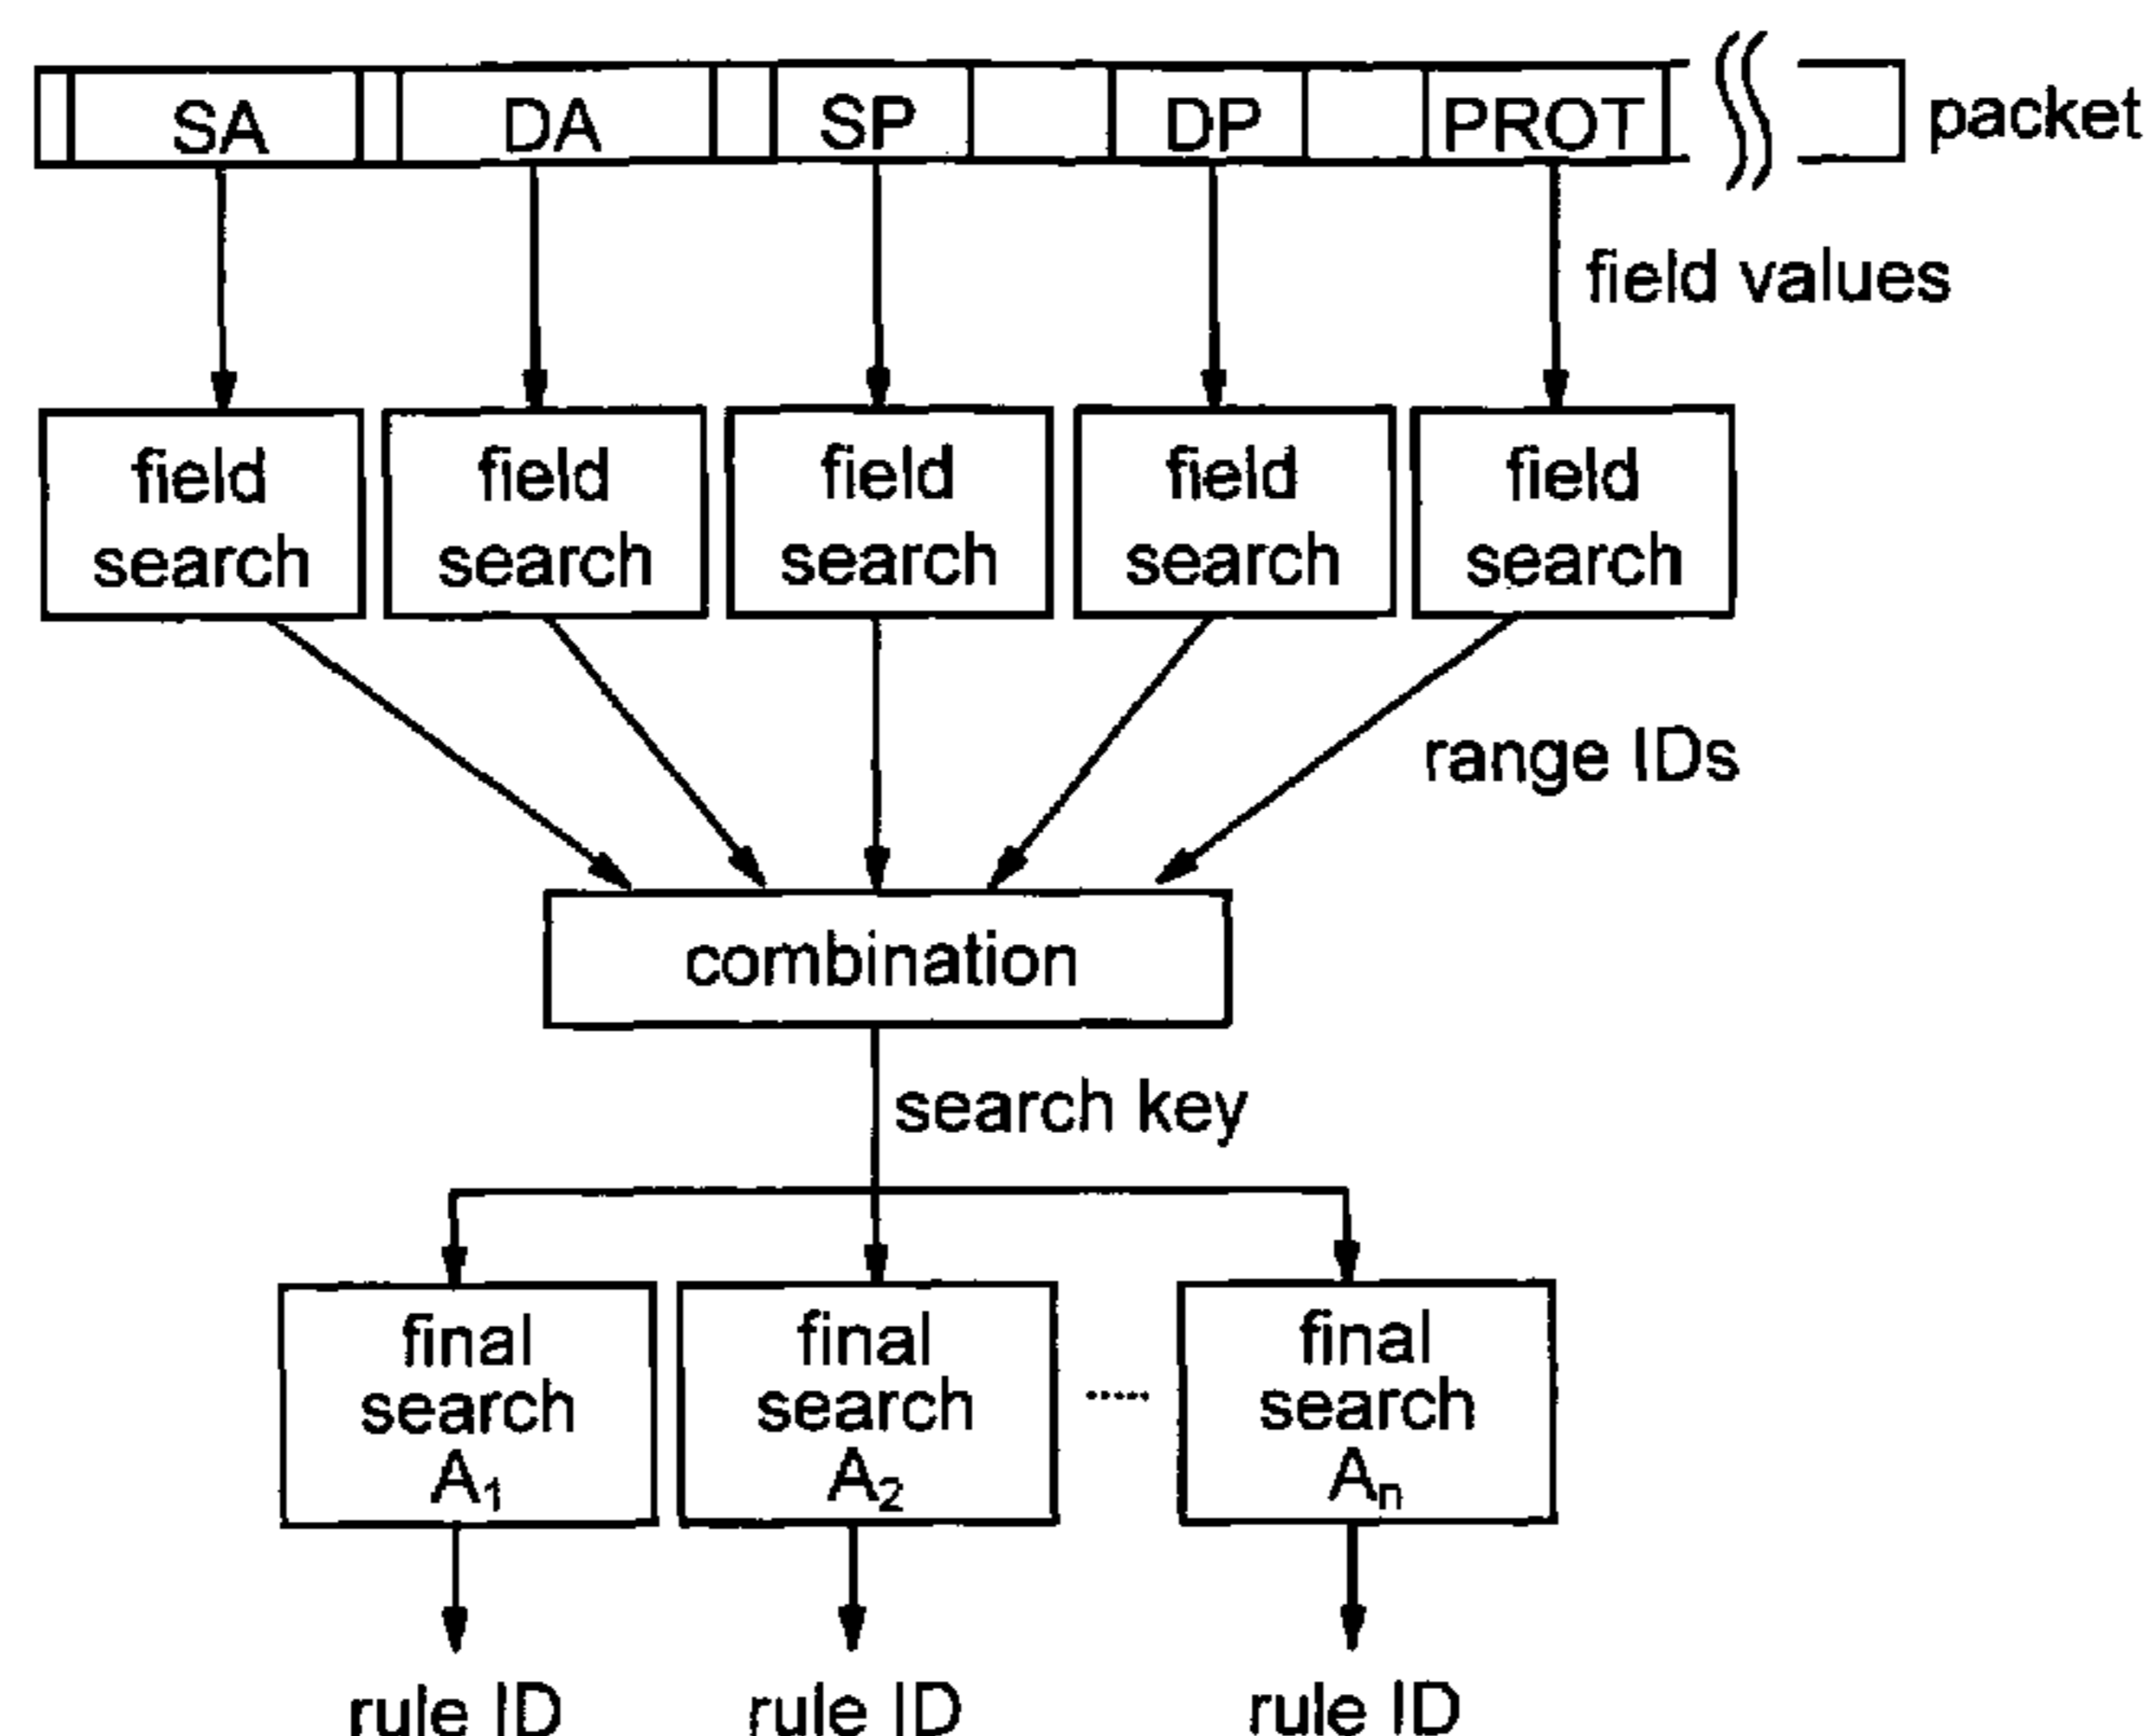 SA DA SP DP PROT packet
field values
field search
field search
field search
field search
field search
range IDs
combination
search key
final search A₁
final search A₂
.....
final search Aₙ
rule ID rule ID rule ID